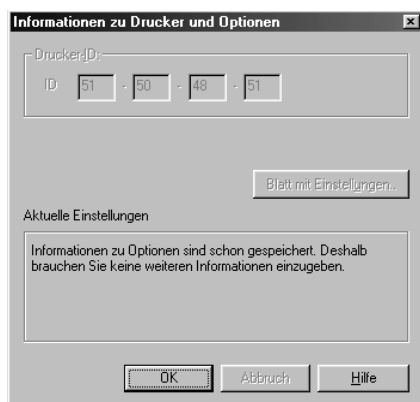 Informationen zu Drucker und Optionen
Drucker-ID:
ID 51 - 50 - 48 - 51
Blatt mit Einstellungen..
Aktuelle Einstellungen
Informationen zu Optionen sind schon gespeichert. Deshalb
brauchen Sie keine weiteren Informationen einzugeben.
OK Abbruch Hilfe